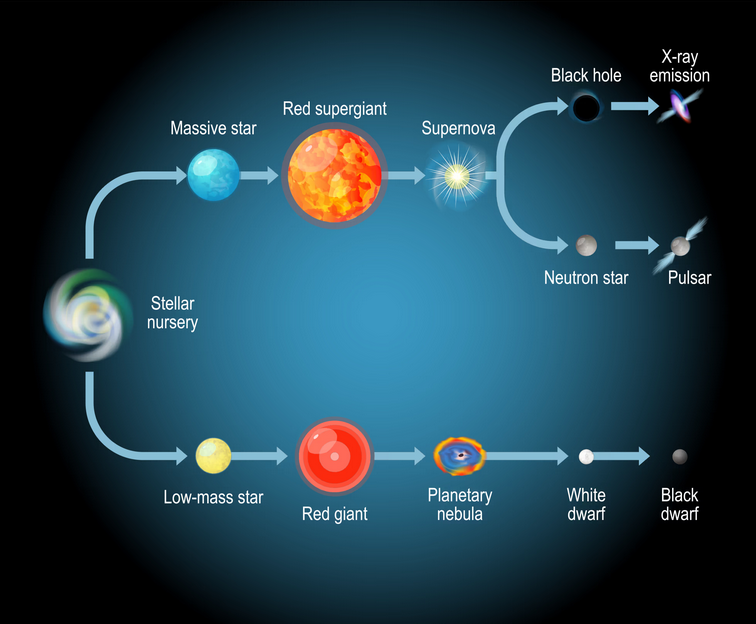 X-ray
emission
Black hole
Red supergiant
Massive star
Supernova
Neutron star
Pulsar
Stellar
nursery
Low-mass star
Red giant
Planetary
nebula
White
dwarf
Black
dwarf